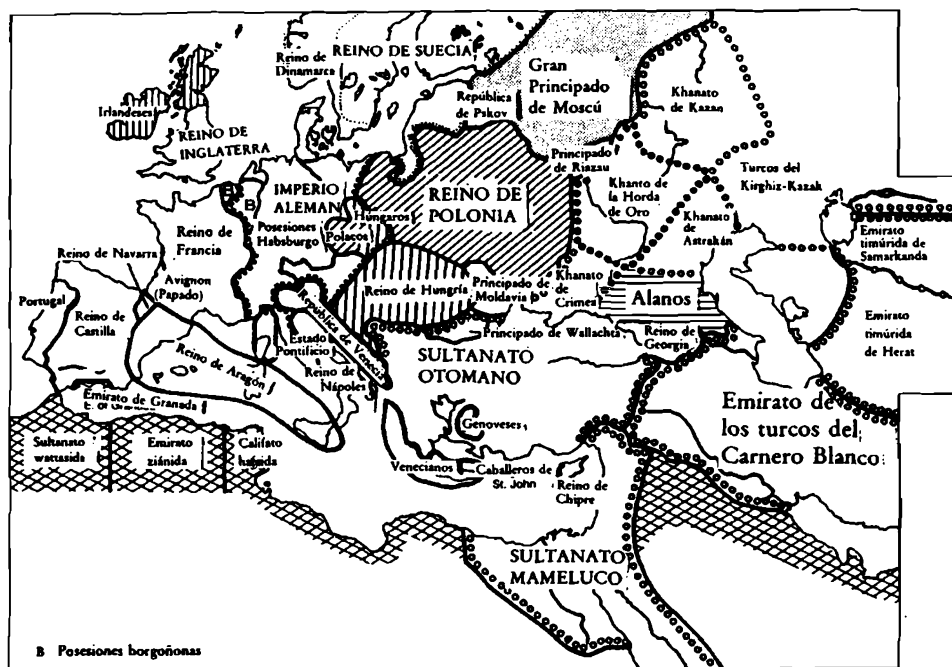 REINO DE SUECIA
Reino de
Dinamarca
Gran
Principado
de Moscú
Khanato
de Kazan
República
de Pskov
Irlandeses
REINO DE
INGLATERRA
Principado
de Riazau
Turcos del
Kirghiz-Kazak
Khanto de
la Horda
de Oro
IMPERIO
ALEMAN
REINO DE
POLONIA
B
B
Posesiones
Habsburgo
Húngaros
Polacos
Khanato
de
Astrakán
Emirato
timúrida de
Samarkanda
Reino de
Francia
Reino de Navarra
Avignon
(Papado)
Reino de Hungría
Principado de
Moldavia
Khanato
de
Crimea
Alanos
Portugal
Reino de
Castilla
República de Venecia
Estado
Pontificio
Principado de Wallachta
Reino de
Georgia
Emirato
timúrida
de Herat
Reino de Aragón
Reino de
Nápoles
SULTANATO
OTOMANO
Emirato de Granada
Emirato de
los turcos del
Carnero Blanco
Genoveses
Sultanato
wattasida
Emirato
ziánida
Califato
hafsida
Venecianos
Caballeros de
St. John
Reino de
Chipre
SULTANATO
MAMELUCO
B Posesiones borgoñonas